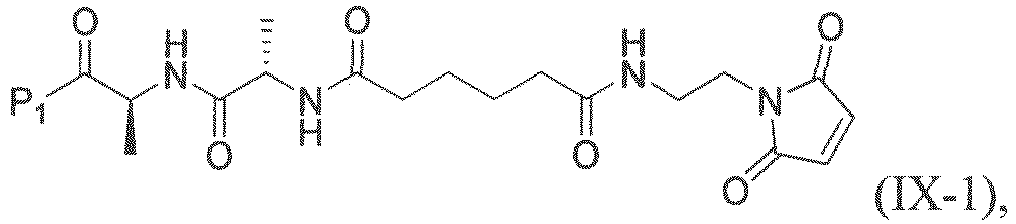 O H O H O
P1 N N N
O H O O
N
O
(IX-1),